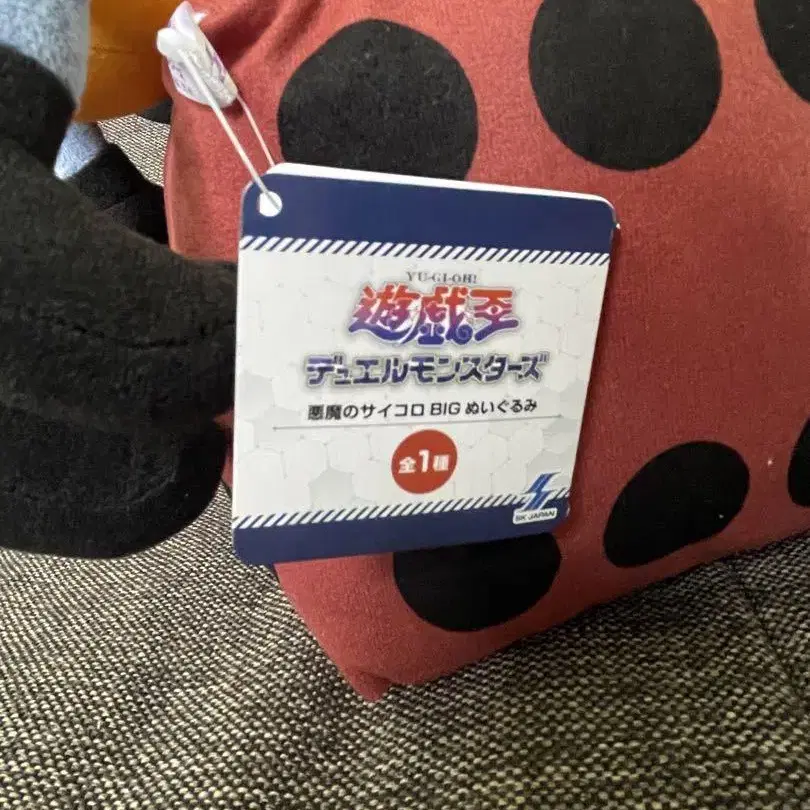 YU-GI-OH!
遊戯王
デュエルモンスターズ
悪魔のサイコロ BIG ぬいぐるみ
全1種
SK JAPAN